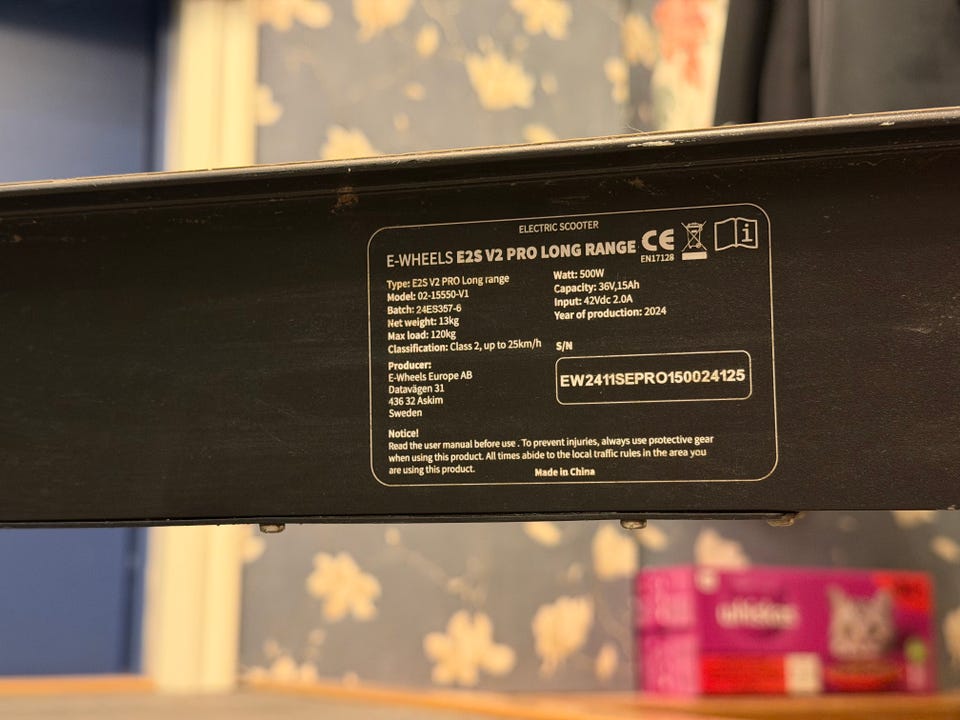 ELECTRIC SCOOTER
E-WHEELS E2S V2 PRO LONG RANGE CE
EN17128
Type: E2S V2 PRO Long range
Model: 02-15550-V1
Batch: 24ES357-6
Net weight: 13kg
Max load: 120kg
Classification: Class 2, up to 25km/h
Watt: 500W
Capacity: 36V,15Ah
Input: 42Vdc 2.0A
Year of production: 2024
S/N
EW2411SEPRO150024125
Producer:
E-Wheels Europe AB
Datavägen 31
436 32 Askim
Sweden
Notice!
Read the user manual before use . To prevent injuries, always use protective gear
when using this product. All times abide to the local traffic rules in the area you
are using this product.
Made in China
whiskas